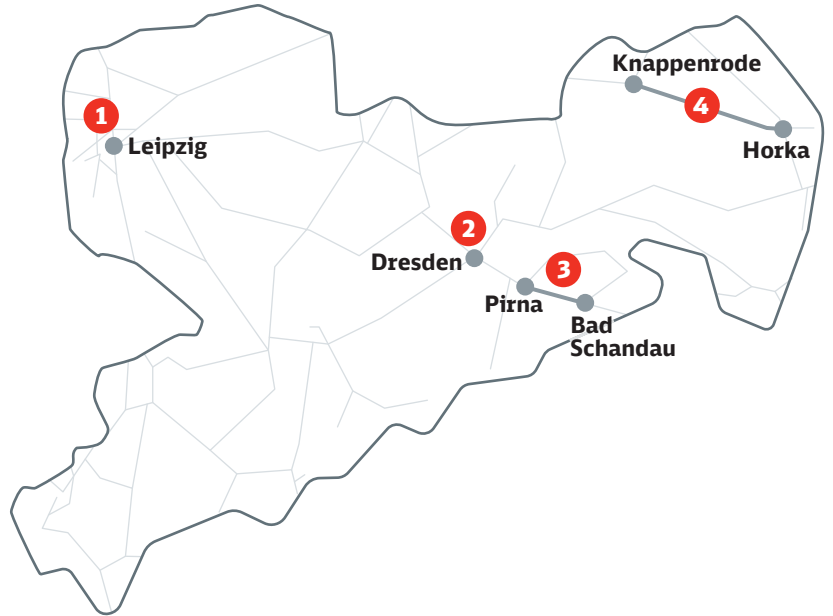 Knappenrode
4
Horka
1
Leipzig
2
Dresden
3
Pirna
Bad
Schandau